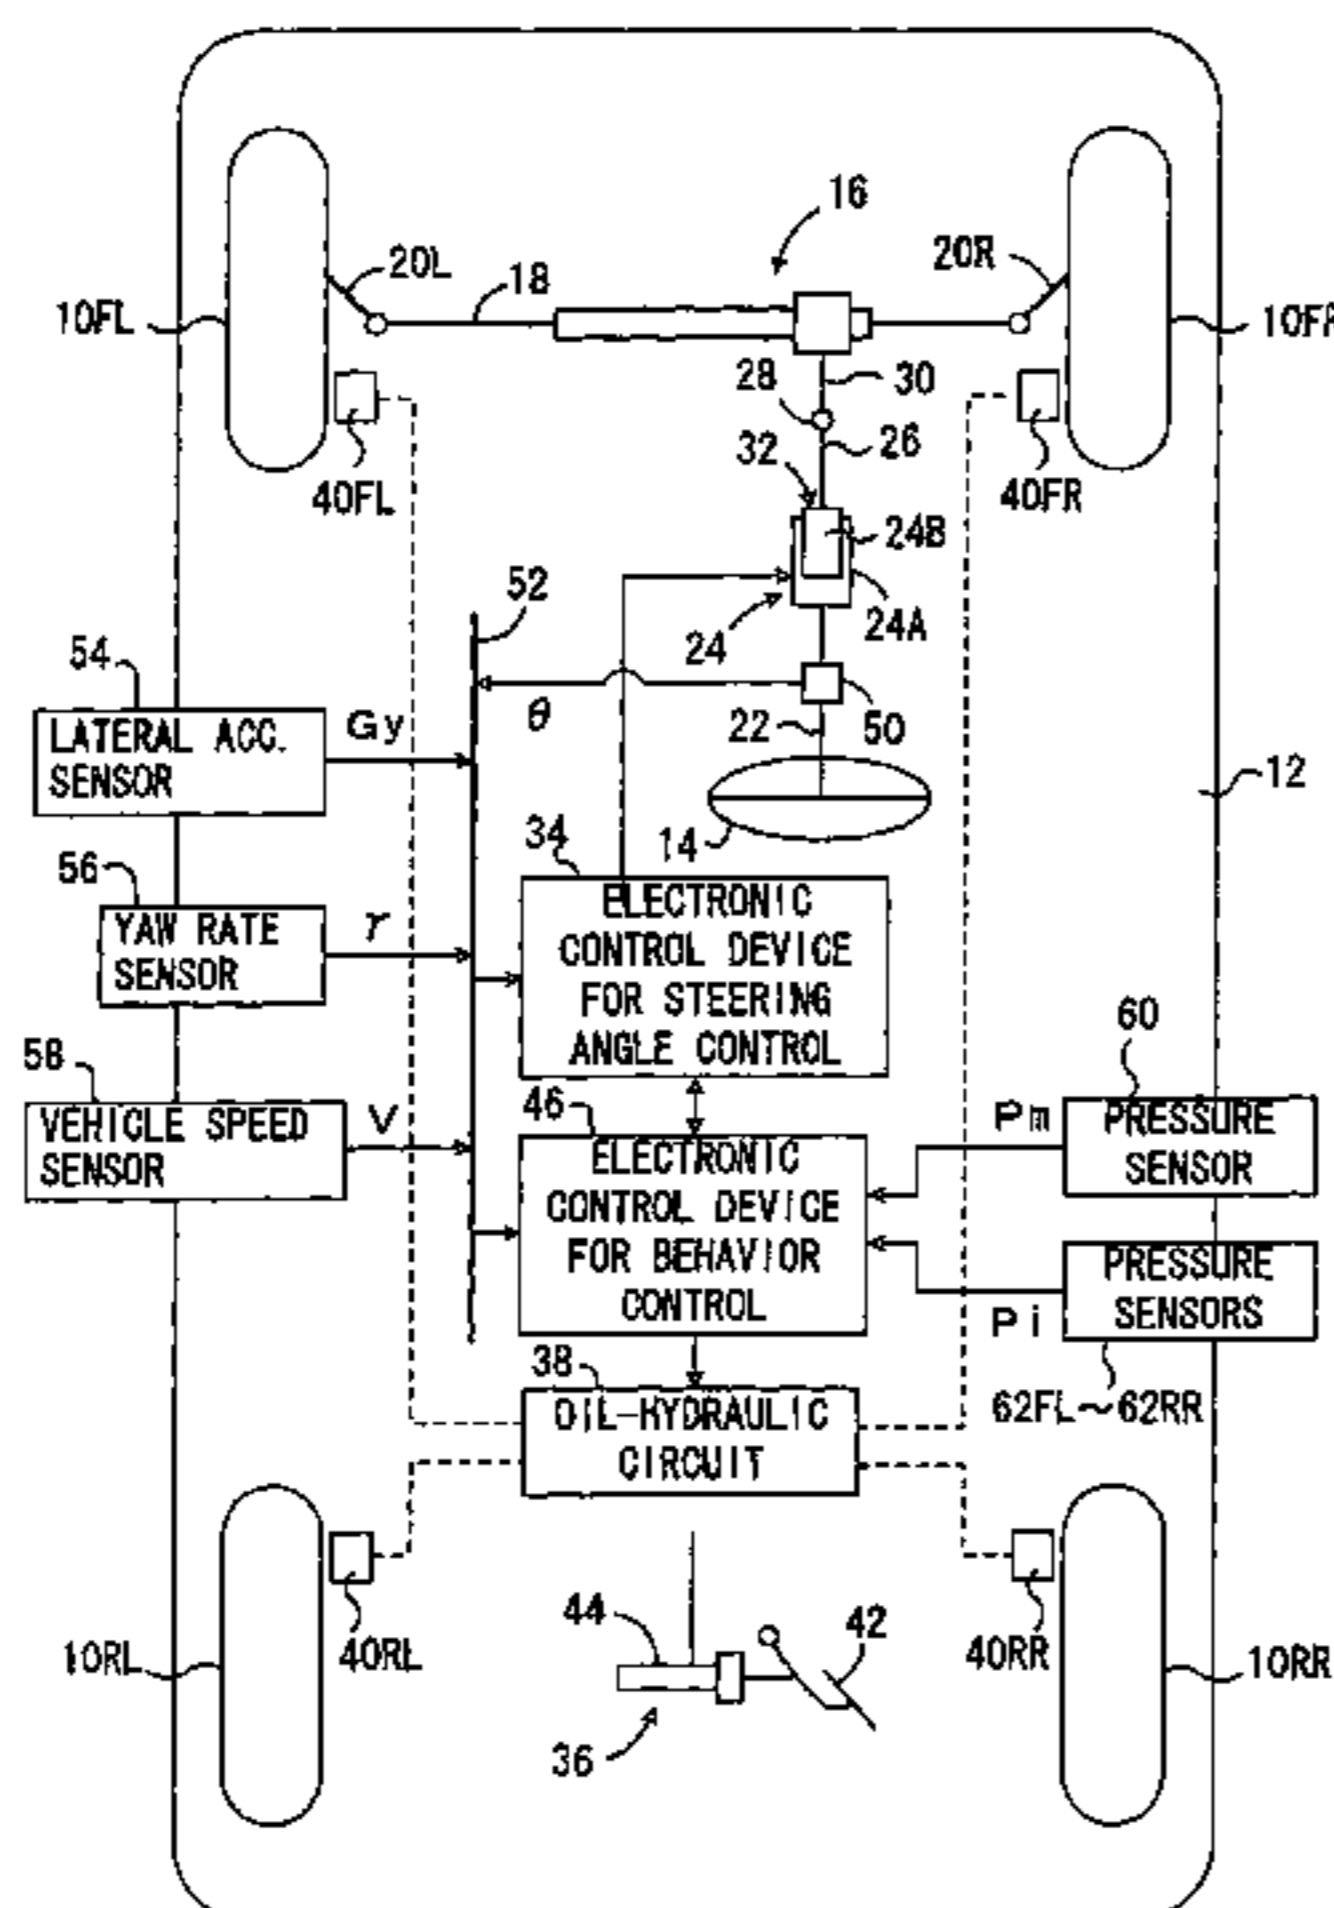 16
20L
18
20R
10FL
10FR
28
30
26
32
40FL
40FR
24B
52
24A
24
54
LATERAL ACC.
SENSOR
Gy
θ
22
50
12
14
34
56
YAW RATE
SENSOR
γ
ELECTRONIC
CONTROL DEVICE
FOR STEERING
ANGLE CONTROL
58
VEHICLE SPEED
SENSOR
V
46
ELECTRONIC
CONTROL DEVICE
FOR BEHAVIOR
CONTROL
60
Pm
PRESSURE
SENSOR
PRESSURE
SENSORS
Pi
62FL~62RR
38
OIL-HYDRAULIC
CIRCUIT
44
42
10RL
40RL
40RR
10RR
36